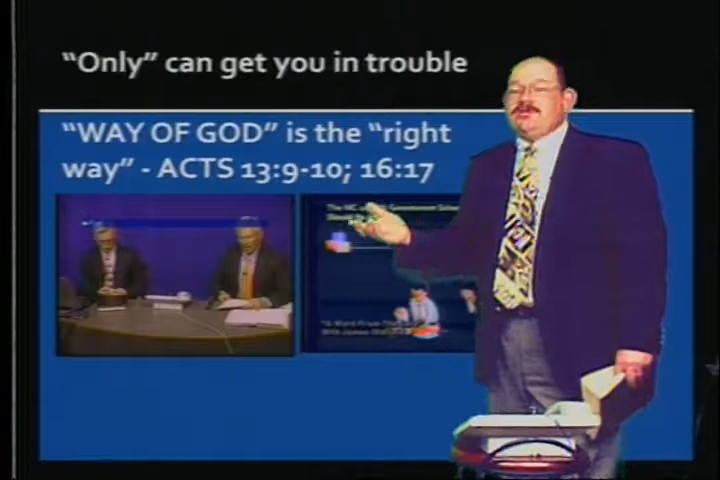 “Only” can get you in trouble
“WAY OF GOD” is the “right
way” - ACTS 13:9-10; 16:17